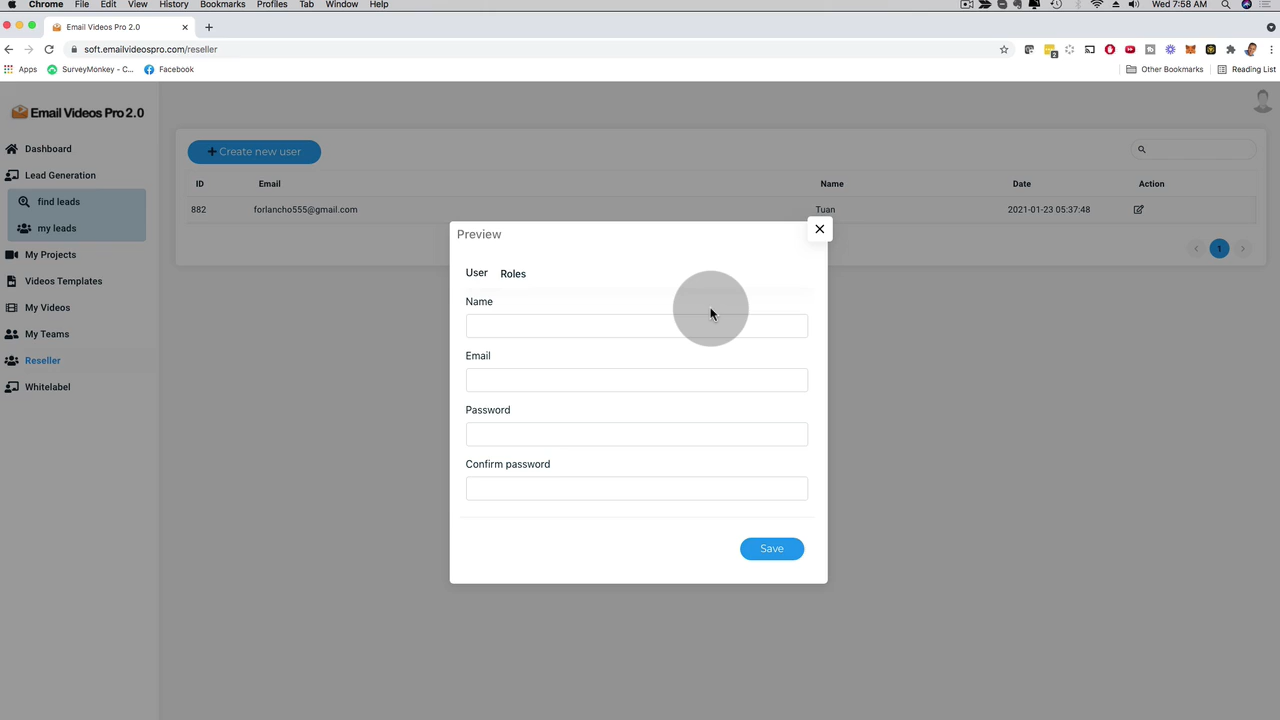 Chrome File Edit View History Bookmarks Profiles Tab Window Help Wed 7:58 AM
Email Videos Pro 2.0
soft.emailvideospro.com/reseller
2
Apps SurveyMonkey - C... Facebook Other Bookmarks Reading List
Email Videos Pro 2.0
Dashboard
Lead Generation
find leads
my leads
My Projects
Videos Templates
My Videos
My Teams
Reseller
Whitelabel
Create new user
ID Email Name Date Action
882 forlancho555@gmail.com Tuan 2021-01-23 05:37:48
1
Preview
User Roles
Name
Email
Password
Confirm password
Save